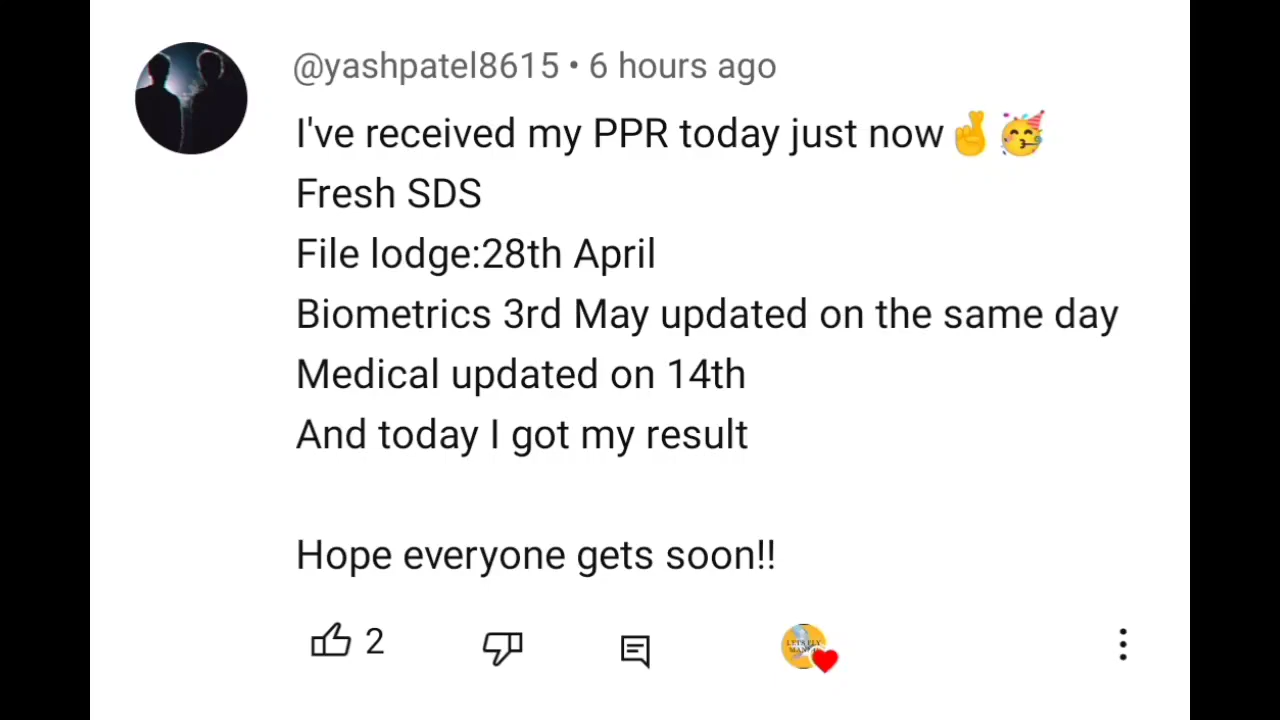 @yashpatel8615 • 6 hours ago
I've received my PPR today just now🤞🥳
Fresh SDS
File lodge:28th April
Biometrics 3rd May updated on the same day
Medical updated on 14th
And today I got my result
Hope everyone gets soon!!
2
LETS FLY